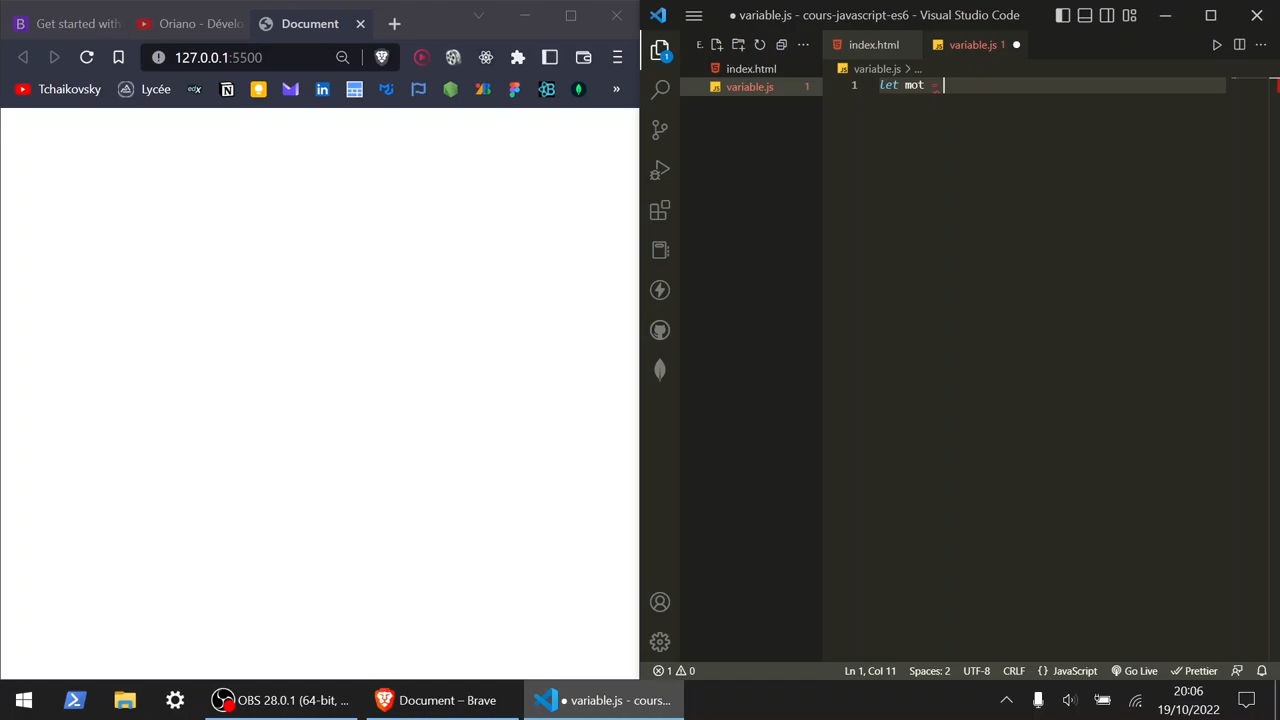 Get started with
Oriano - Dévelo
Document
127.0.0.1:5500
Tchaikovsky
Lycée
variable.js - cours-javascript-es6 - Visual Studio Code
E.
index.html
variable.js 1
index.html
variable.js 1
variable.js > ...
1 let mot =
1
1 0
Ln 1, Col 11
Spaces: 2
UTF-8
CRLF
{ } JavaScript
Go Live
Prettier
OBS 28.0.1 (64-bit, ...
Document – Brave
● variable.js - cours...
20:06
19/10/2022